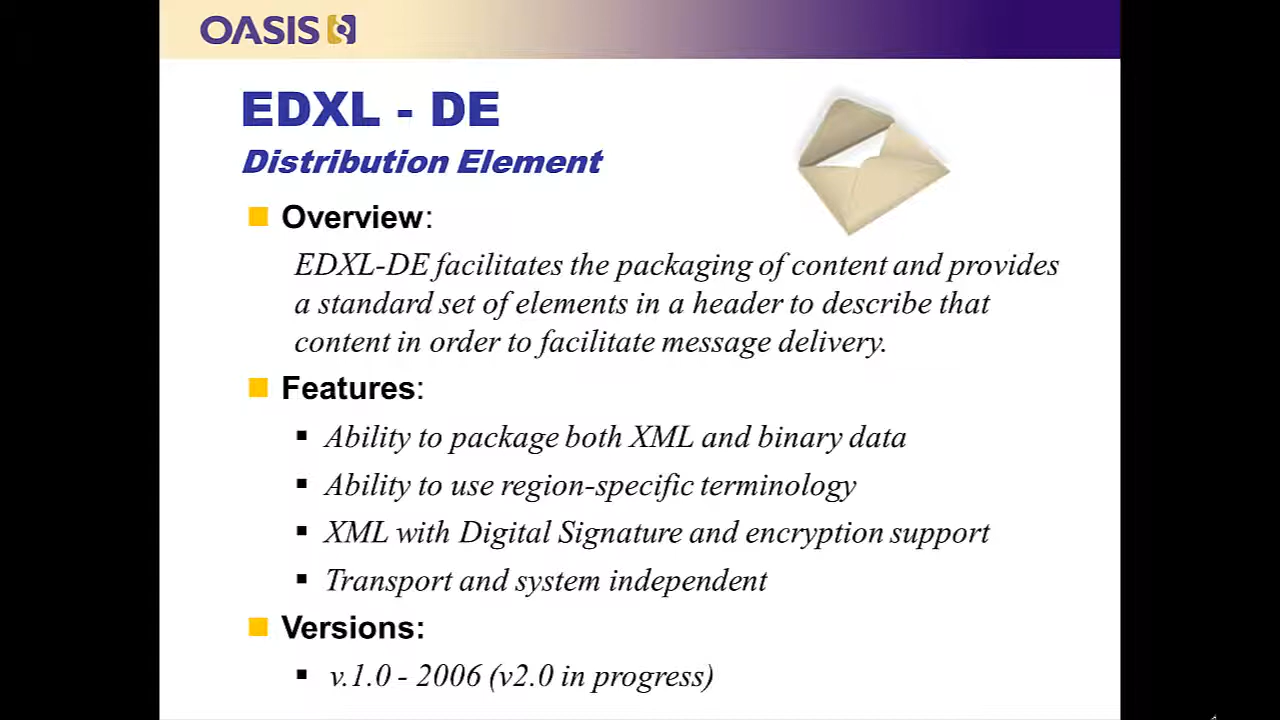 OASIS
EDXL - DE
Distribution Element
Overview:
EDXL-DE facilitates the packaging of content and provides
a standard set of elements in a header to describe that
content in order to facilitate message delivery.
Features:
Ability to package both XML and binary data
Ability to use region-specific terminology
XML with Digital Signature and encryption support
Transport and system independent
Versions:
v.1.0 - 2006 (v2.0 in progress)